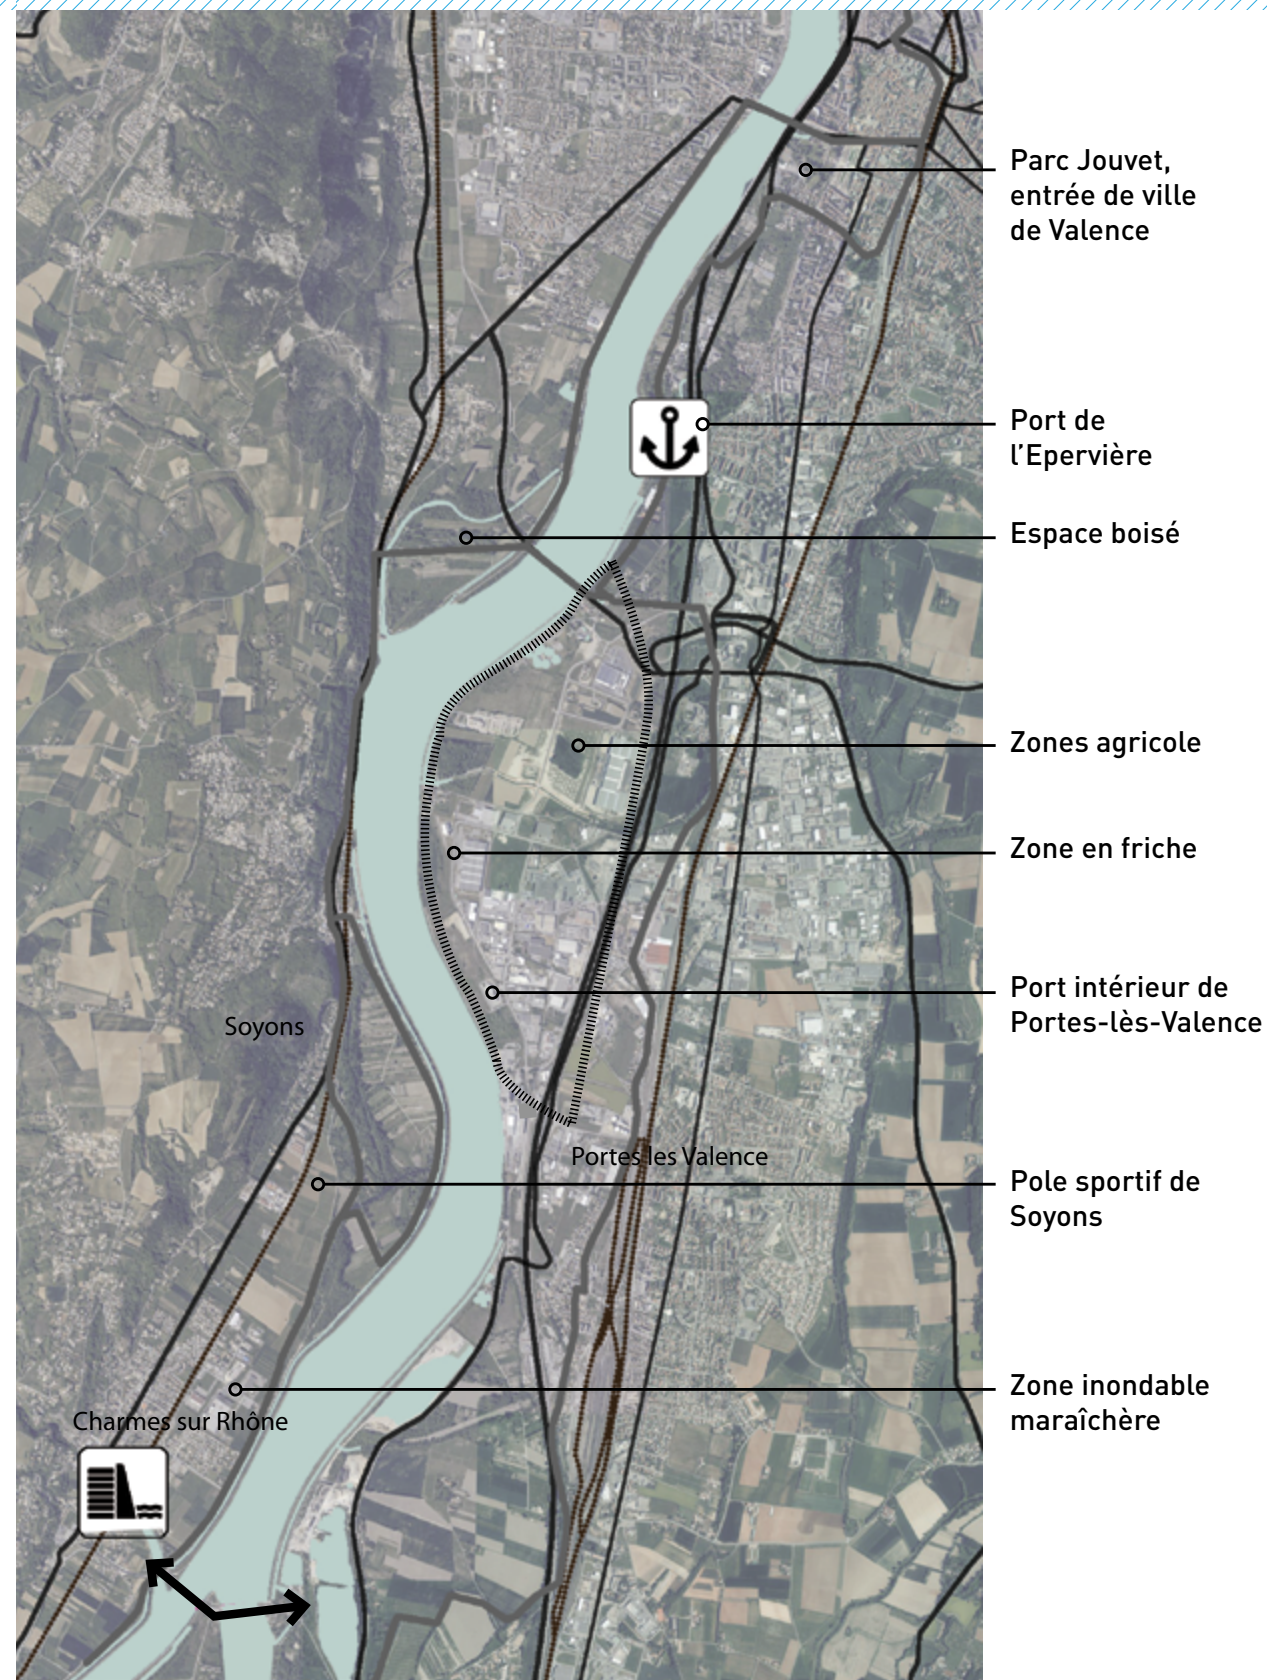 Parc Jouvet,
entrée de ville
de Valence
Port de
l'Epervière
Espace boisé
Zones agricole
Zone en friche
Port intérieur de
Portes-lès-Valence
Soyons
Portes les Valence
Pole sportif de
Soyons
Zone inondable
maraîchère
Charmes sur Rhône